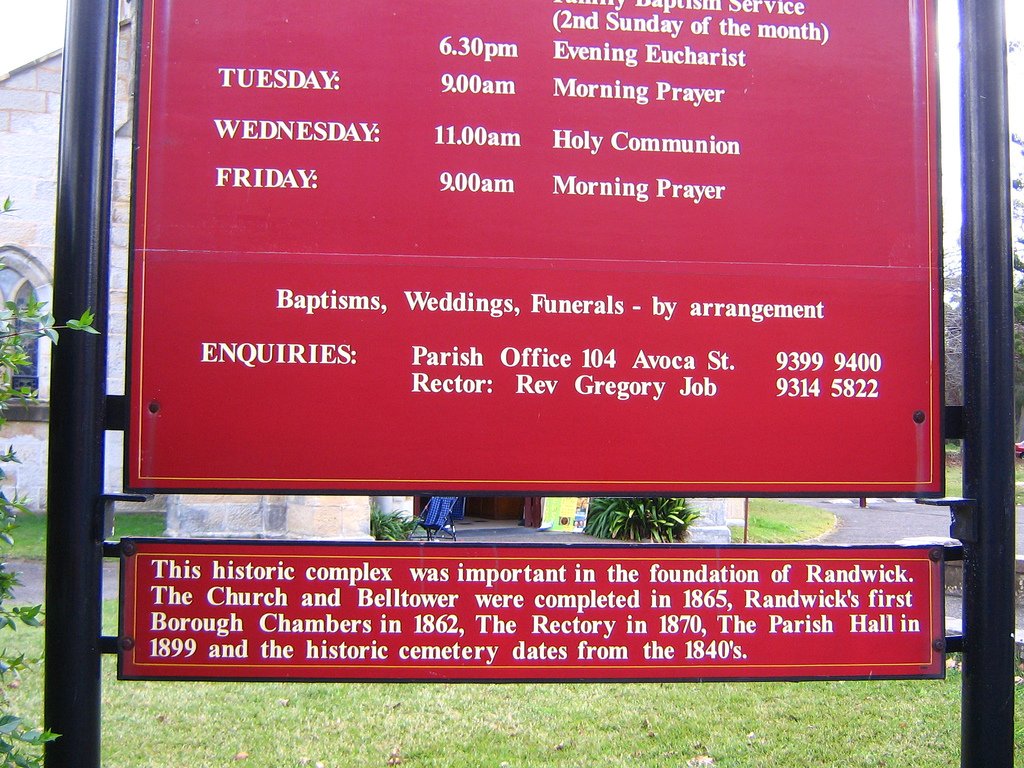 Family Baptism Service
(2nd Sunday of the month)
6.30pm Evening Eucharist
TUESDAY: 9.00am Morning Prayer
WEDNESDAY: 11.00am Holy Communion
FRIDAY: 9.00am Morning Prayer
Baptisms, Weddings, Funerals - by arrangement
ENQUIRIES: Parish Office 104 Avoca St. 9399 9400
Rector: Rev Gregory Job 9314 5822
This historic complex was important in the foundation of Randwick.
The Church and Belltower were completed in 1865, Randwick's first
Borough Chambers in 1862, The Rectory in 1870, The Parish Hall in
1899 and the historic cemetery dates from the 1840's.